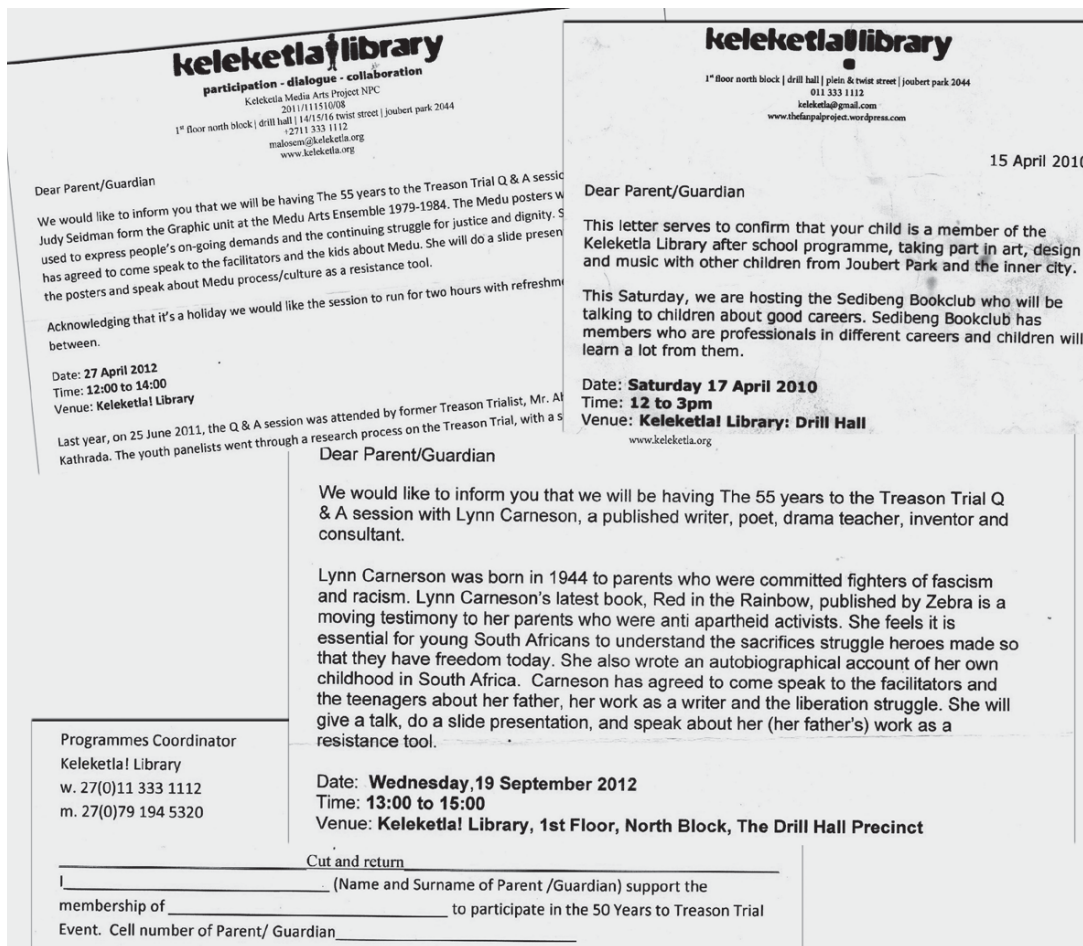 keleketla!library
participation - dialogue - collaboration
Keleketla Media Arts Project NPC
2011/111510/08
1st floor north block | drill hall | 14/15/16 twist street | joubert park 2044
+2711 333 1112
malosem@keleketla.org
www.keleketla.org
Dear Parent/Guardian
We would like to inform you that we will be having The 55 years to the Treason Trial Q & A
Judy Seidman form the Graphic unit at the Medu Arts Ensemble 1979-1984. The Medu posters
used to express people's on-going demands and the continuing struggle for justice and dignity.
has agreed to come speak to the facilitators and the kids about Medu. She will do a slide
the posters and speak about Medu process/culture as a resistance tool.
Acknowledging that it's a holiday we would like the session to run for two hours with
between.
Date: 27 April 2012
Time: 12:00 to 14:00
Venue: Keleketla! Library
Last year, on 25 June 2011, the Q & A session was attended by former Treason Trialist, Mr.
Kathrada. The youth panelists went through a research process on the Treason Trial, with a
keleketla!library
1st floor north block | drill hall | plein & twist street | joubert park 2044
011 333 1112
keleketla@gmail.com
www.thefanpalproject.wordpress.com
15 April 2010
Dear Parent/Guardian
This letter serves to confirm that your child is a member of the
Keleketla Library after school programme, taking part in art, design
and music with other children from Joubert Park and the inner city.
This Saturday, we are hosting the Sedibeng Bookclub who will be
talking to children about good careers. Sedibeng Bookclub has
members who are professionals in different careers and children will
learn a lot from them.
Date: Saturday 17 April 2010
Time: 12 to 3pm
Venue: Keleketla! Library: Drill Hall
www.keleketla.org
Dear Parent/Guardian
We would like to inform you that we will be having The 55 years to the Treason Trial Q
& A session with Lynn Carneson, a published writer, poet, drama teacher, inventor and
consultant.
Lynn Carnerson was born in 1944 to parents who were committed fighters of fascism
and racism. Lynn Carneson's latest book, Red in the Rainbow, published by Zebra is a
moving testimony to her parents who were anti apartheid activists. She feels it is
essential for young South Africans to understand the sacrifices struggle heroes made so
that they have freedom today. She also wrote an autobiographical account of her own
childhood in South Africa. Carneson has agreed to come speak to the facilitators and
the teenagers about her father, her work as a writer and the liberation struggle. She will
give a talk, do a slide presentation, and speak about her (her father's) work as a
resistance tool.
Date: Wednesday,19 September 2012
Time: 13:00 to 15:00
Venue: Keleketla! Library, 1st Floor, North Block, The Drill Hall Precinct
Programmes Coordinator
Keleketla! Library
w. 27(0)11 333 1112
m. 27(0)79 194 5320
Cut and return
I (Name and Surname of Parent /Guardian) support the
membership of to participate in the 50 Years to Treason Trial
Event. Cell number of Parent/ Guardian